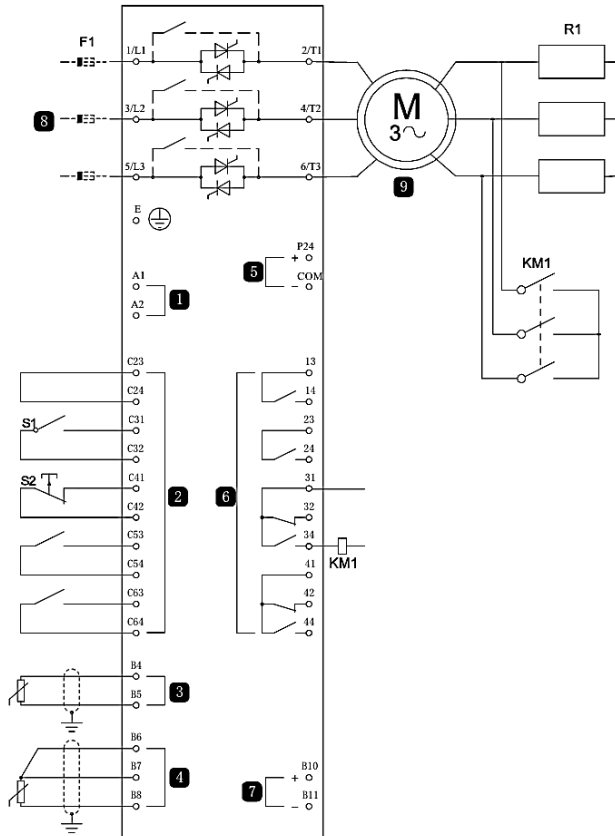 F1
R1
1/L1
2/T1
M
3
3/L2
4/T2
8
5/L3
6/T3
9
E
P24
+
5
COM
−
A1
1
A2
KM1
C23
13
C24
14
S1
C31
23
C32
24
S2
C41
31
2
6
C42
32
C53
34
KM1
C54
41
C63
42
C64
44
B4
3
B5
B6
B7
4
B8
B10
+
7
B11
−